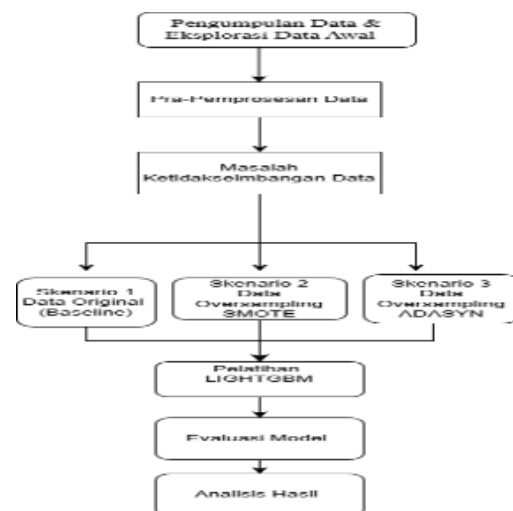 Pengumpulan Data &
Eksplorasi Data Awal
Pra-Pemprosesan Data
Masalah
Ketidakseimbangan Data
Skenario 1
Data Original
(Baseline)
Skenario 2
Data
Oversampling
SMOTE
Skenario 3
Data
Oversampling
ADASYN
Pelatihan
LIGHTGBM
Evaluasi Model
Analisis Hasil